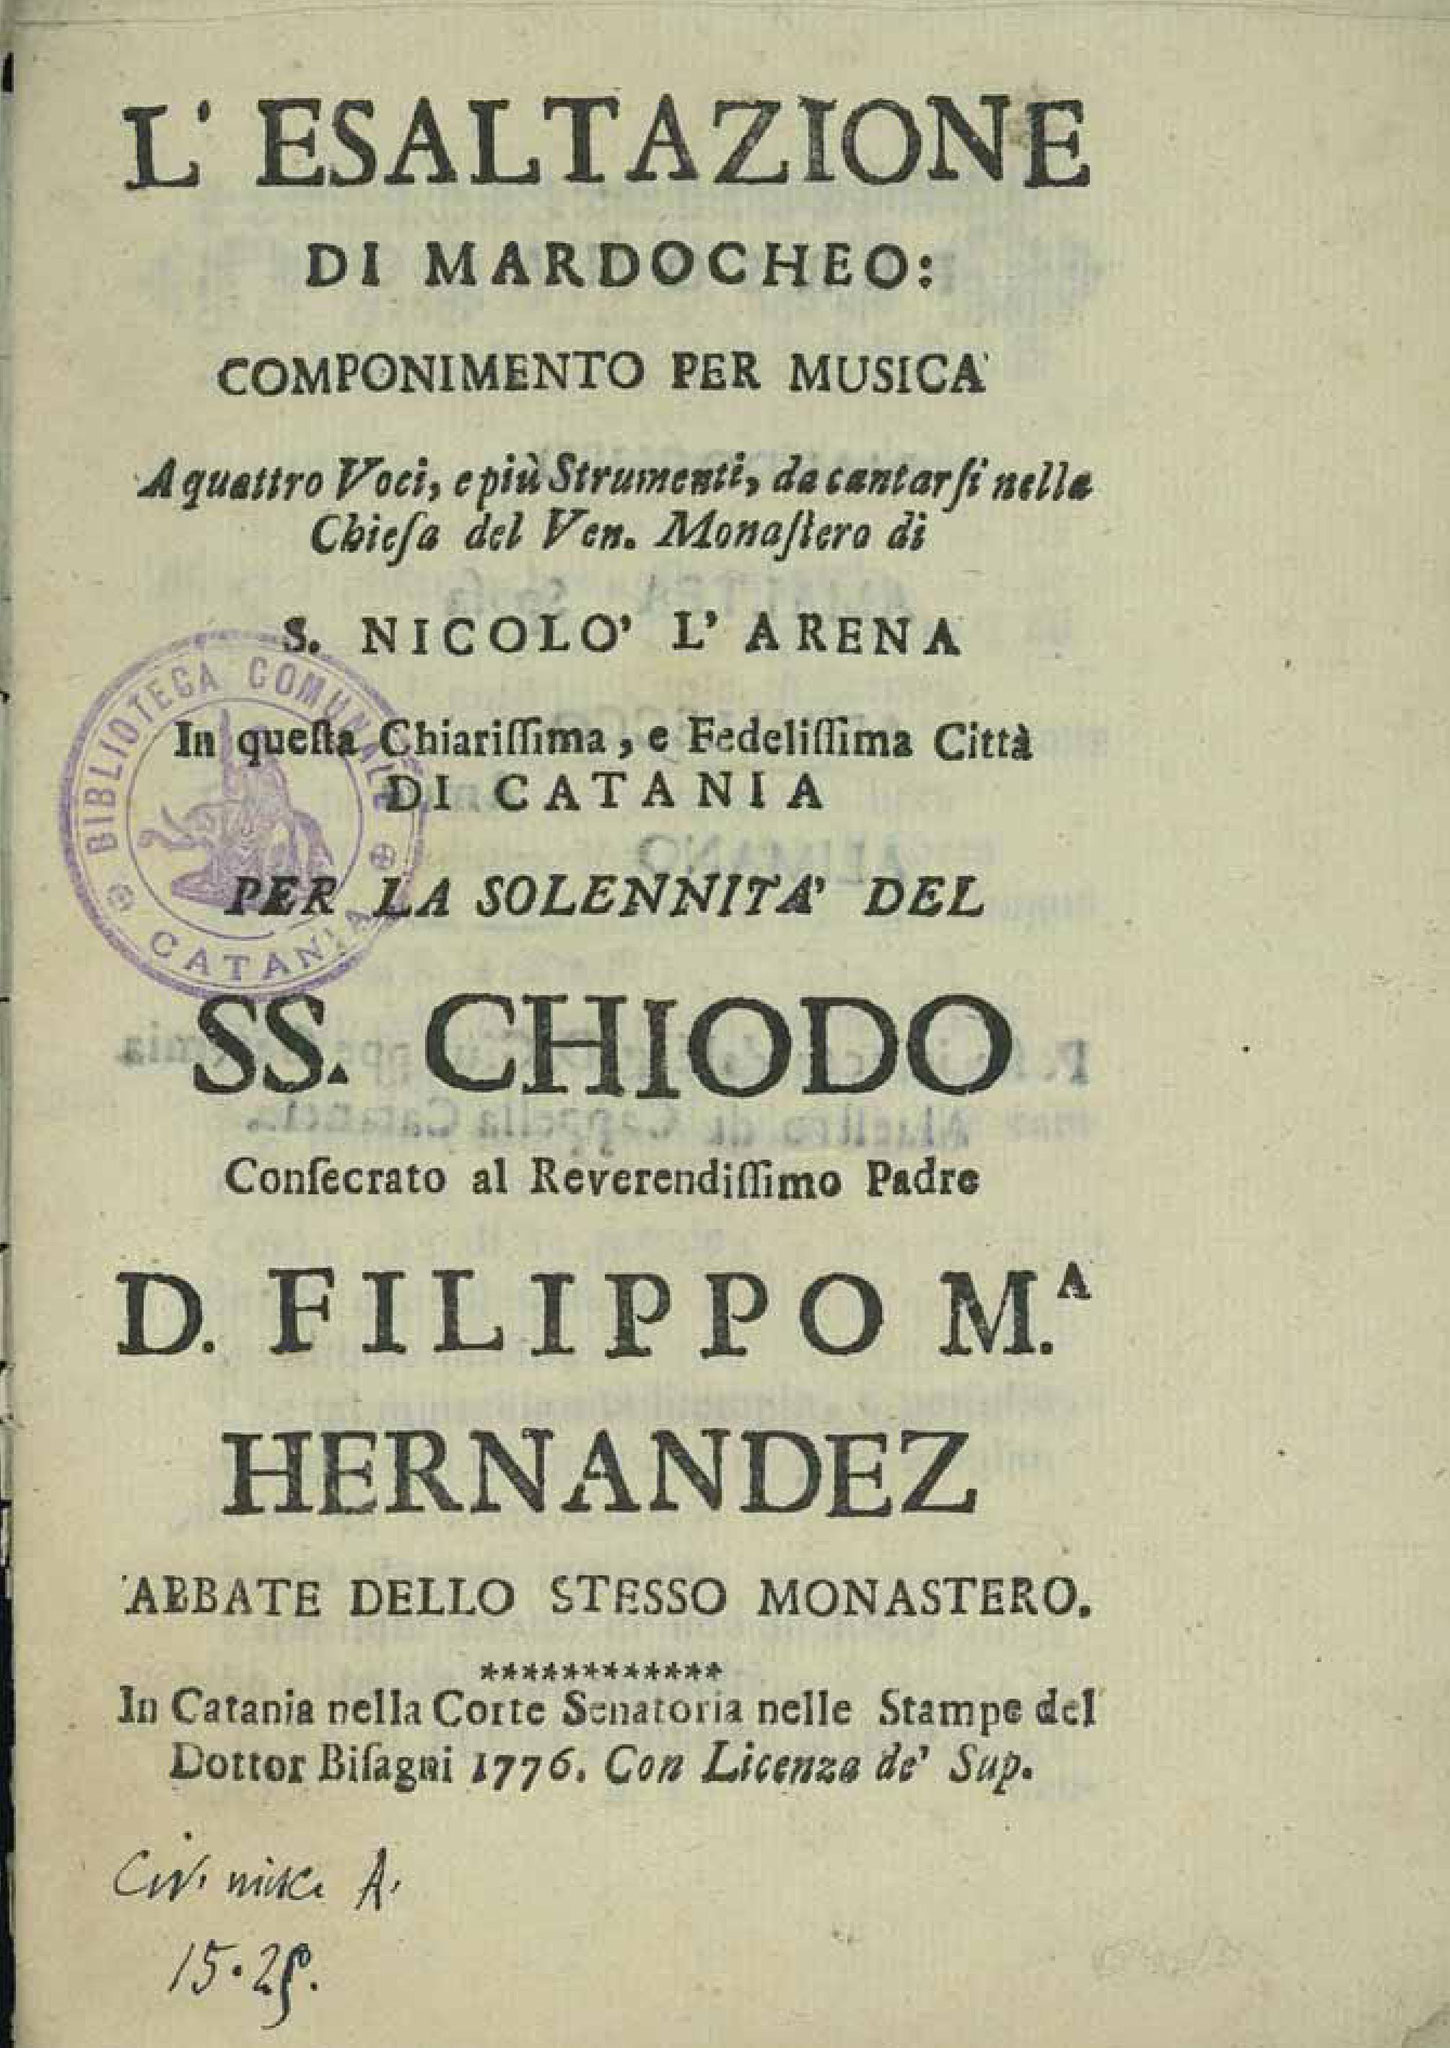 L' ESALTAZIONE
DI MARDOCHEO:
COMPONIMENTO PER MUSICA
A quattro Voci, e più Strumenti, da cantarſi nella
Chieſa del Ven. Monaſtero di
S. NICOLO' L' ARENA
In queſta Chiariſſima, e Fedeliſſima Città
DI CATANIA
PER LA SOLENNITA' DEL
SS. CHIODO
Conſecrato al Reverendiſſimo Padre
D. FILIPPO M.ᴬ
HERNANDEZ
ABBATE DELLO STESSO MONASTERO.
************
In Catania nella Corte Senatoria nelle Stampe del
Dottor Biſagni 1776. Con Licenza de' Sup.
BIBLIOTECA COMUNALE
CATANIA
Civ. A.
15.